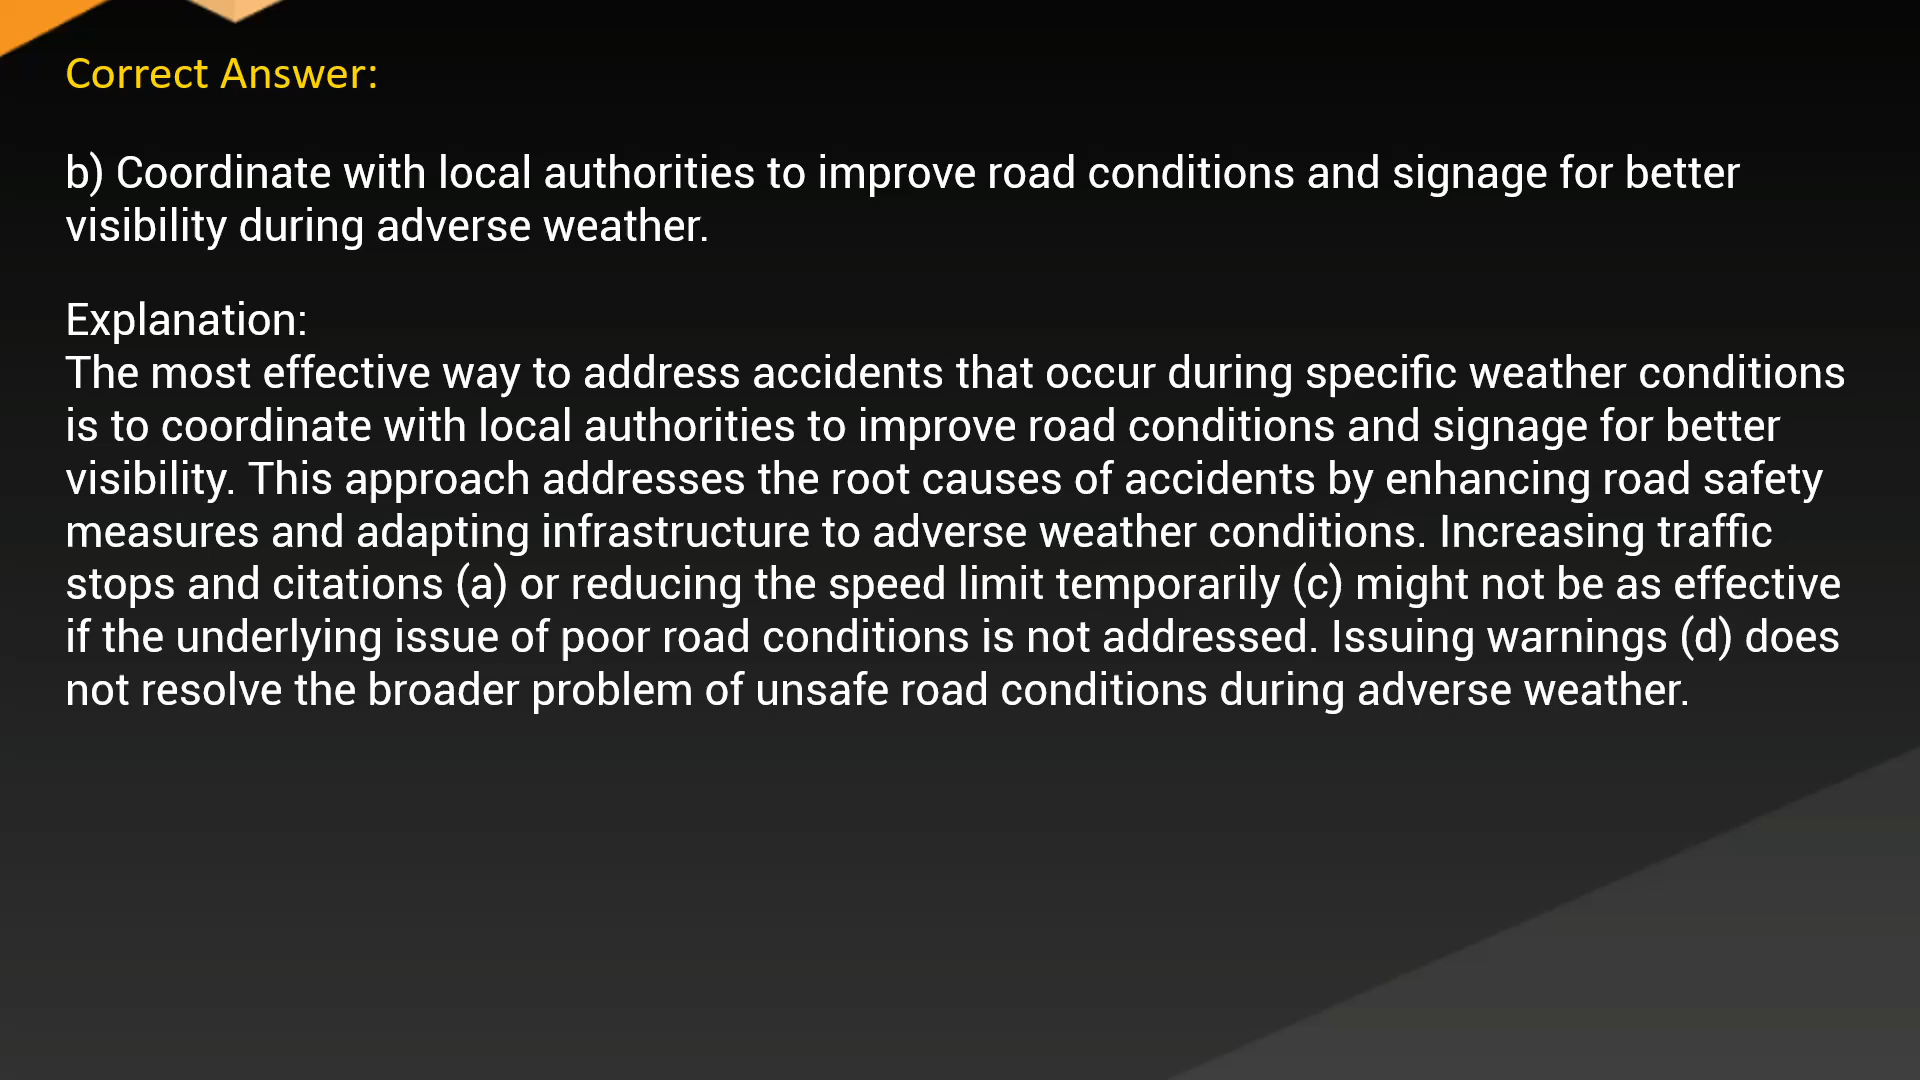 Correct Answer:
b) Coordinate with local authorities to improve road conditions and signage for better
visibility during adverse weather.
Explanation:
The most effective way to address accidents that occur during specific weather conditions
is to coordinate with local authorities to improve road conditions and signage for better
visibility. This approach addresses the root causes of accidents by enhancing road safety
measures and adapting infrastructure to adverse weather conditions. Increasing traffic
stops and citations (a) or reducing the speed limit temporarily (c) might not be as effective
if the underlying issue of poor road conditions is not addressed. Issuing warnings (d) does
not resolve the broader problem of unsafe road conditions during adverse weather.